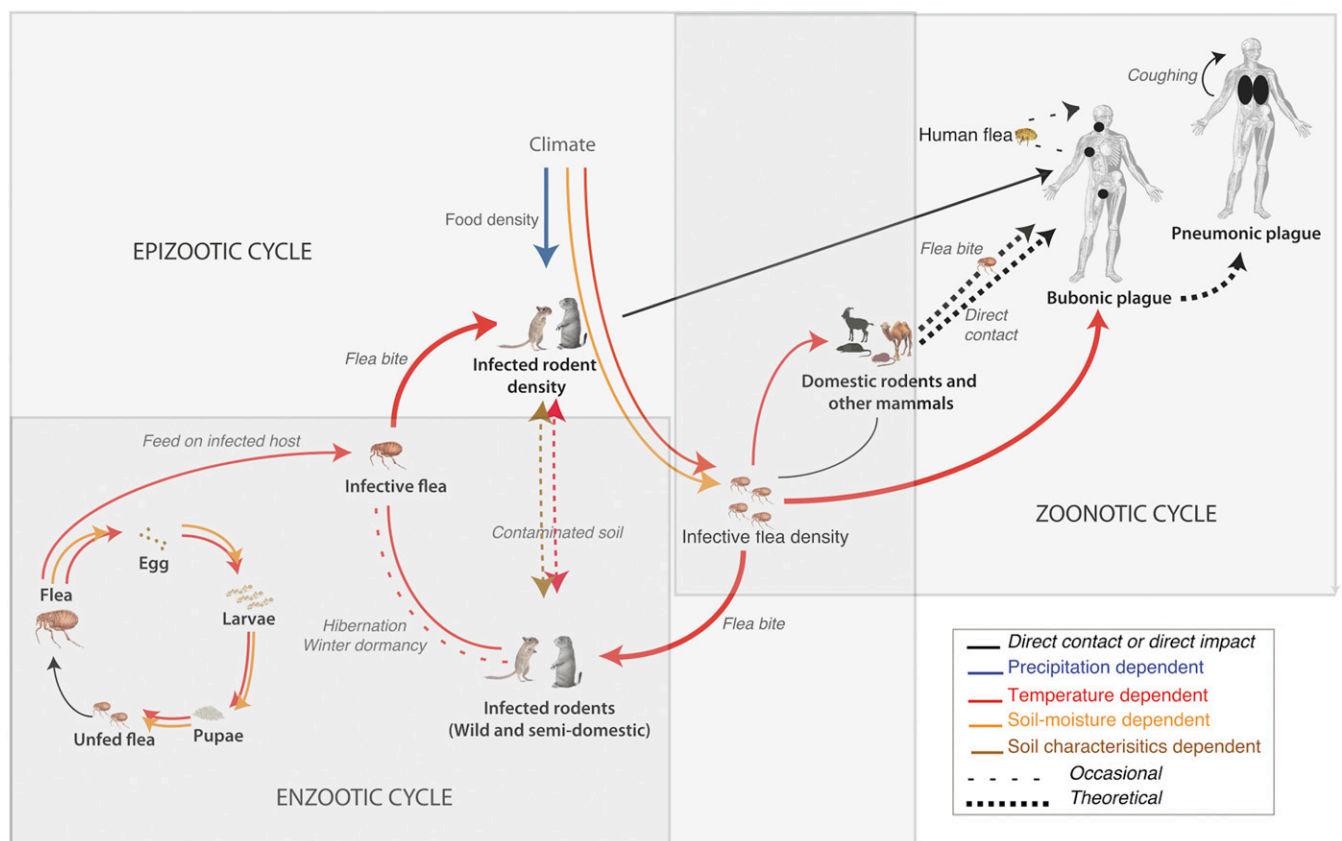 Coughing
Human flea
Climate
Food density
EPIZOOTIC CYCLE
Pneumonic plague
Flea bite
Bubonic plague
Direct
contact
Flea bite
Infected rodent
density
Domestic rodents and
other mammals
Feed on infected host
Infective flea
Contaminated soil
Infective flea density
ZOONOTIC CYCLE
Egg
Flea
Larvae
Hibernation
Winter dormancy
Flea bite
Unfed flea
Pupae
Infected rodents
(Wild and semi-domestic)
ENZOOTIC CYCLE
Direct contact or direct impact
Precipitation dependent
Temperature dependent
Soil-moisture dependent
Soil characterisitics dependent
Occasional
Theoretical